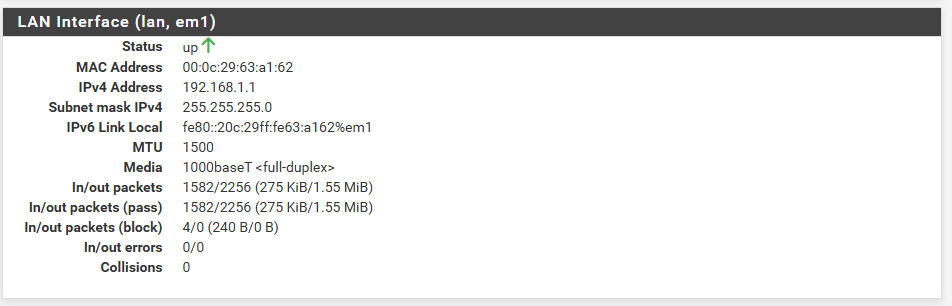 LAN Interface (lan, em1)
Status up
MAC Address 00:0c:29:63:a1:62
IPv4 Address 192.168.1.1
Subnet mask IPv4 255.255.255.0
IPv6 Link Local fe80::20c:29ff:fe63:a162%em1
MTU 1500
Media 1000baseT <full-duplex>
In/out packets 1582/2256 (275 KiB/1.55 MiB)
In/out packets (pass) 1582/2256 (275 KiB/1.55 MiB)
In/out packets (block) 4/0 (240 B/0 B)
In/out errors 0/0
Collisions 0